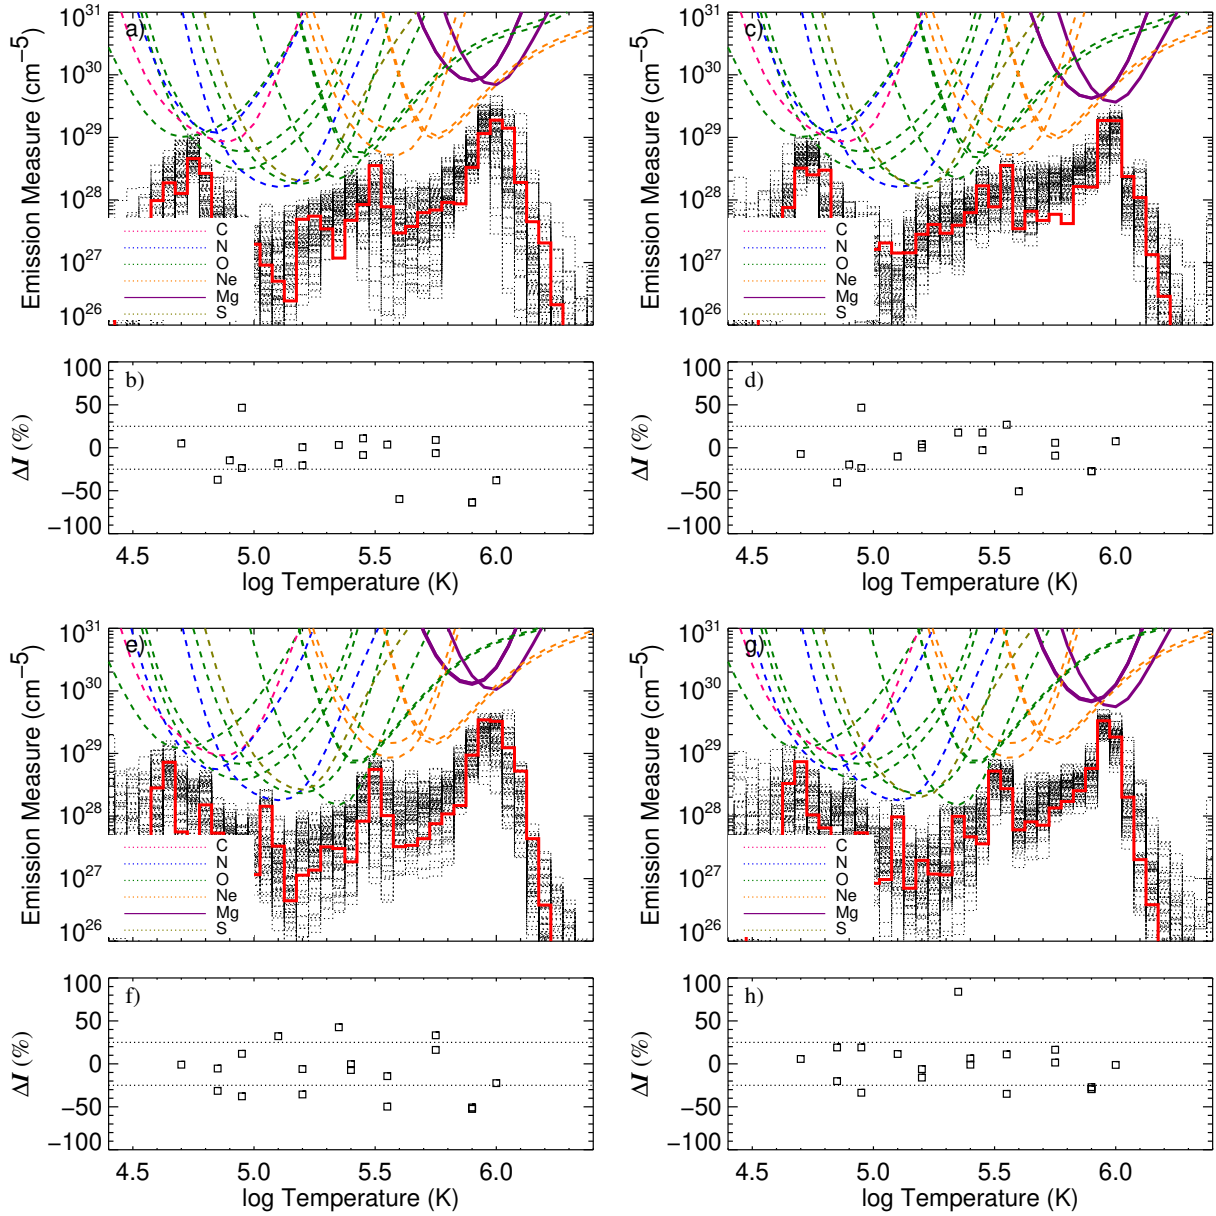 a)
10^31
10^30
10^29
10^28
10^27
10^26
Emission Measure (cm^−5)
C
N
O
Ne
Mg
S
c)
10^31
10^30
10^29
10^28
10^27
10^26
Emission Measure (cm^−5)
C
N
O
Ne
Mg
S
b)
100
50
0
−50
−100
ΔI (%)
4.5 5.0 5.5 6.0
log Temperature (K)
d)
100
50
0
−50
−100
ΔI (%)
4.5 5.0 5.5 6.0
log Temperature (K)
e)
10^31
10^30
10^29
10^28
10^27
10^26
Emission Measure (cm^−5)
C
N
O
Ne
Mg
S
g)
10^31
10^30
10^29
10^28
10^27
10^26
Emission Measure (cm^−5)
C
N
O
Ne
Mg
S
f)
100
50
0
−50
−100
ΔI (%)
4.5 5.0 5.5 6.0
log Temperature (K)
h)
100
50
0
−50
−100
ΔI (%)
4.5 5.0 5.5 6.0
log Temperature (K)